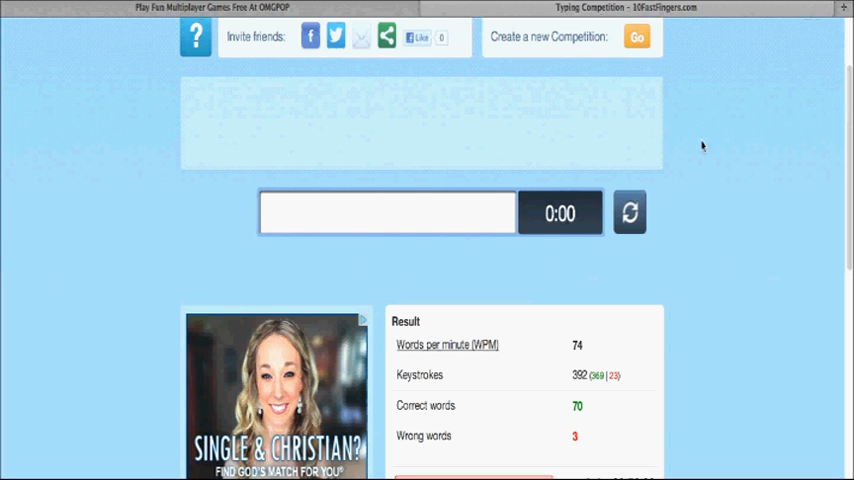 Play Fun Multiplayer Games Free At OMGPOP
Typing Competition - 10FastFingers.com
+
?
Invite friends:
f
Like
0
Create a new Competition:
Go
0:00
Result
Words per minute (WPM)
74
Keystrokes
392 (369 | 23)
Correct words
70
Wrong words
3
SINGLE & CHRISTIAN?
FIND GOD'S MATCH FOR YOU®